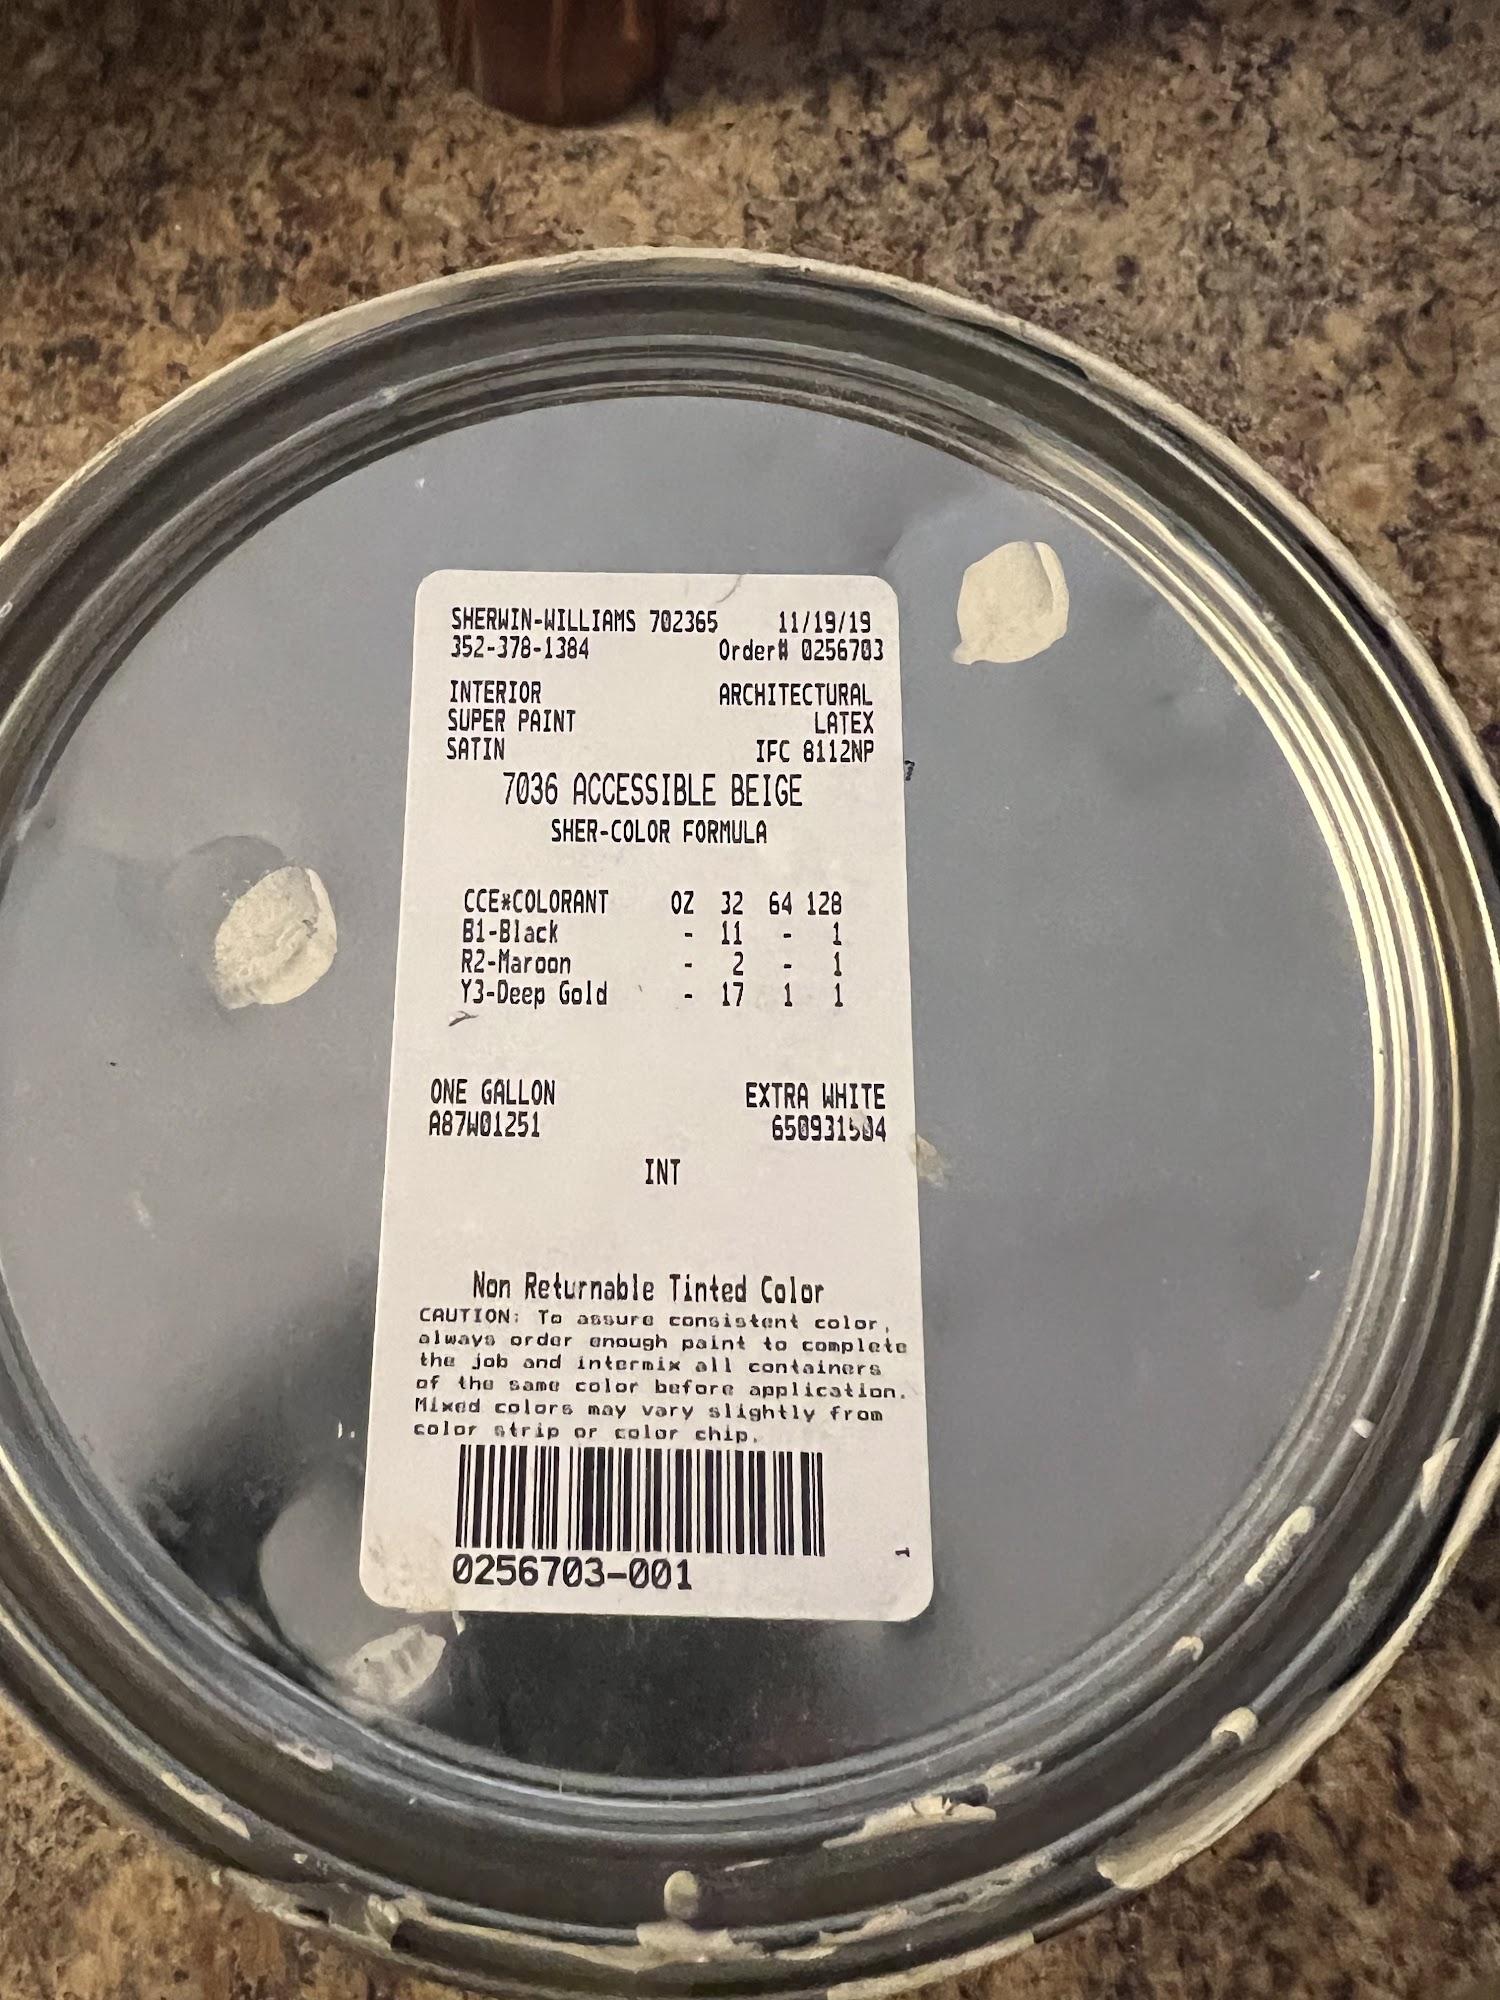 SHERWIN-WILLIAMS 702365 11/19/19
352-378-1384 Order# 0256703
INTERIOR ARCHITECTURAL
SUPER PAINT LATEX
SATIN IFC 8112NP
7036 ACCESSIBLE BEIGE
SHER-COLOR FORMULA
CCE*COLORANT OZ 32 64 128
B1-Black - 11 - 1
R2-Maroon - 2 - 1
Y3-Deep Gold - 17 1 1
ONE GALLON EXTRA WHITE
A87W01251 650931504
INT
Non Returnable Tinted Color
CAUTION: To assure consistent color,
always order enough paint to complete
the job and intermix all containers
of the same color before application.
Mixed colors may vary slightly from
color strip or color chip.
0256703-001
1